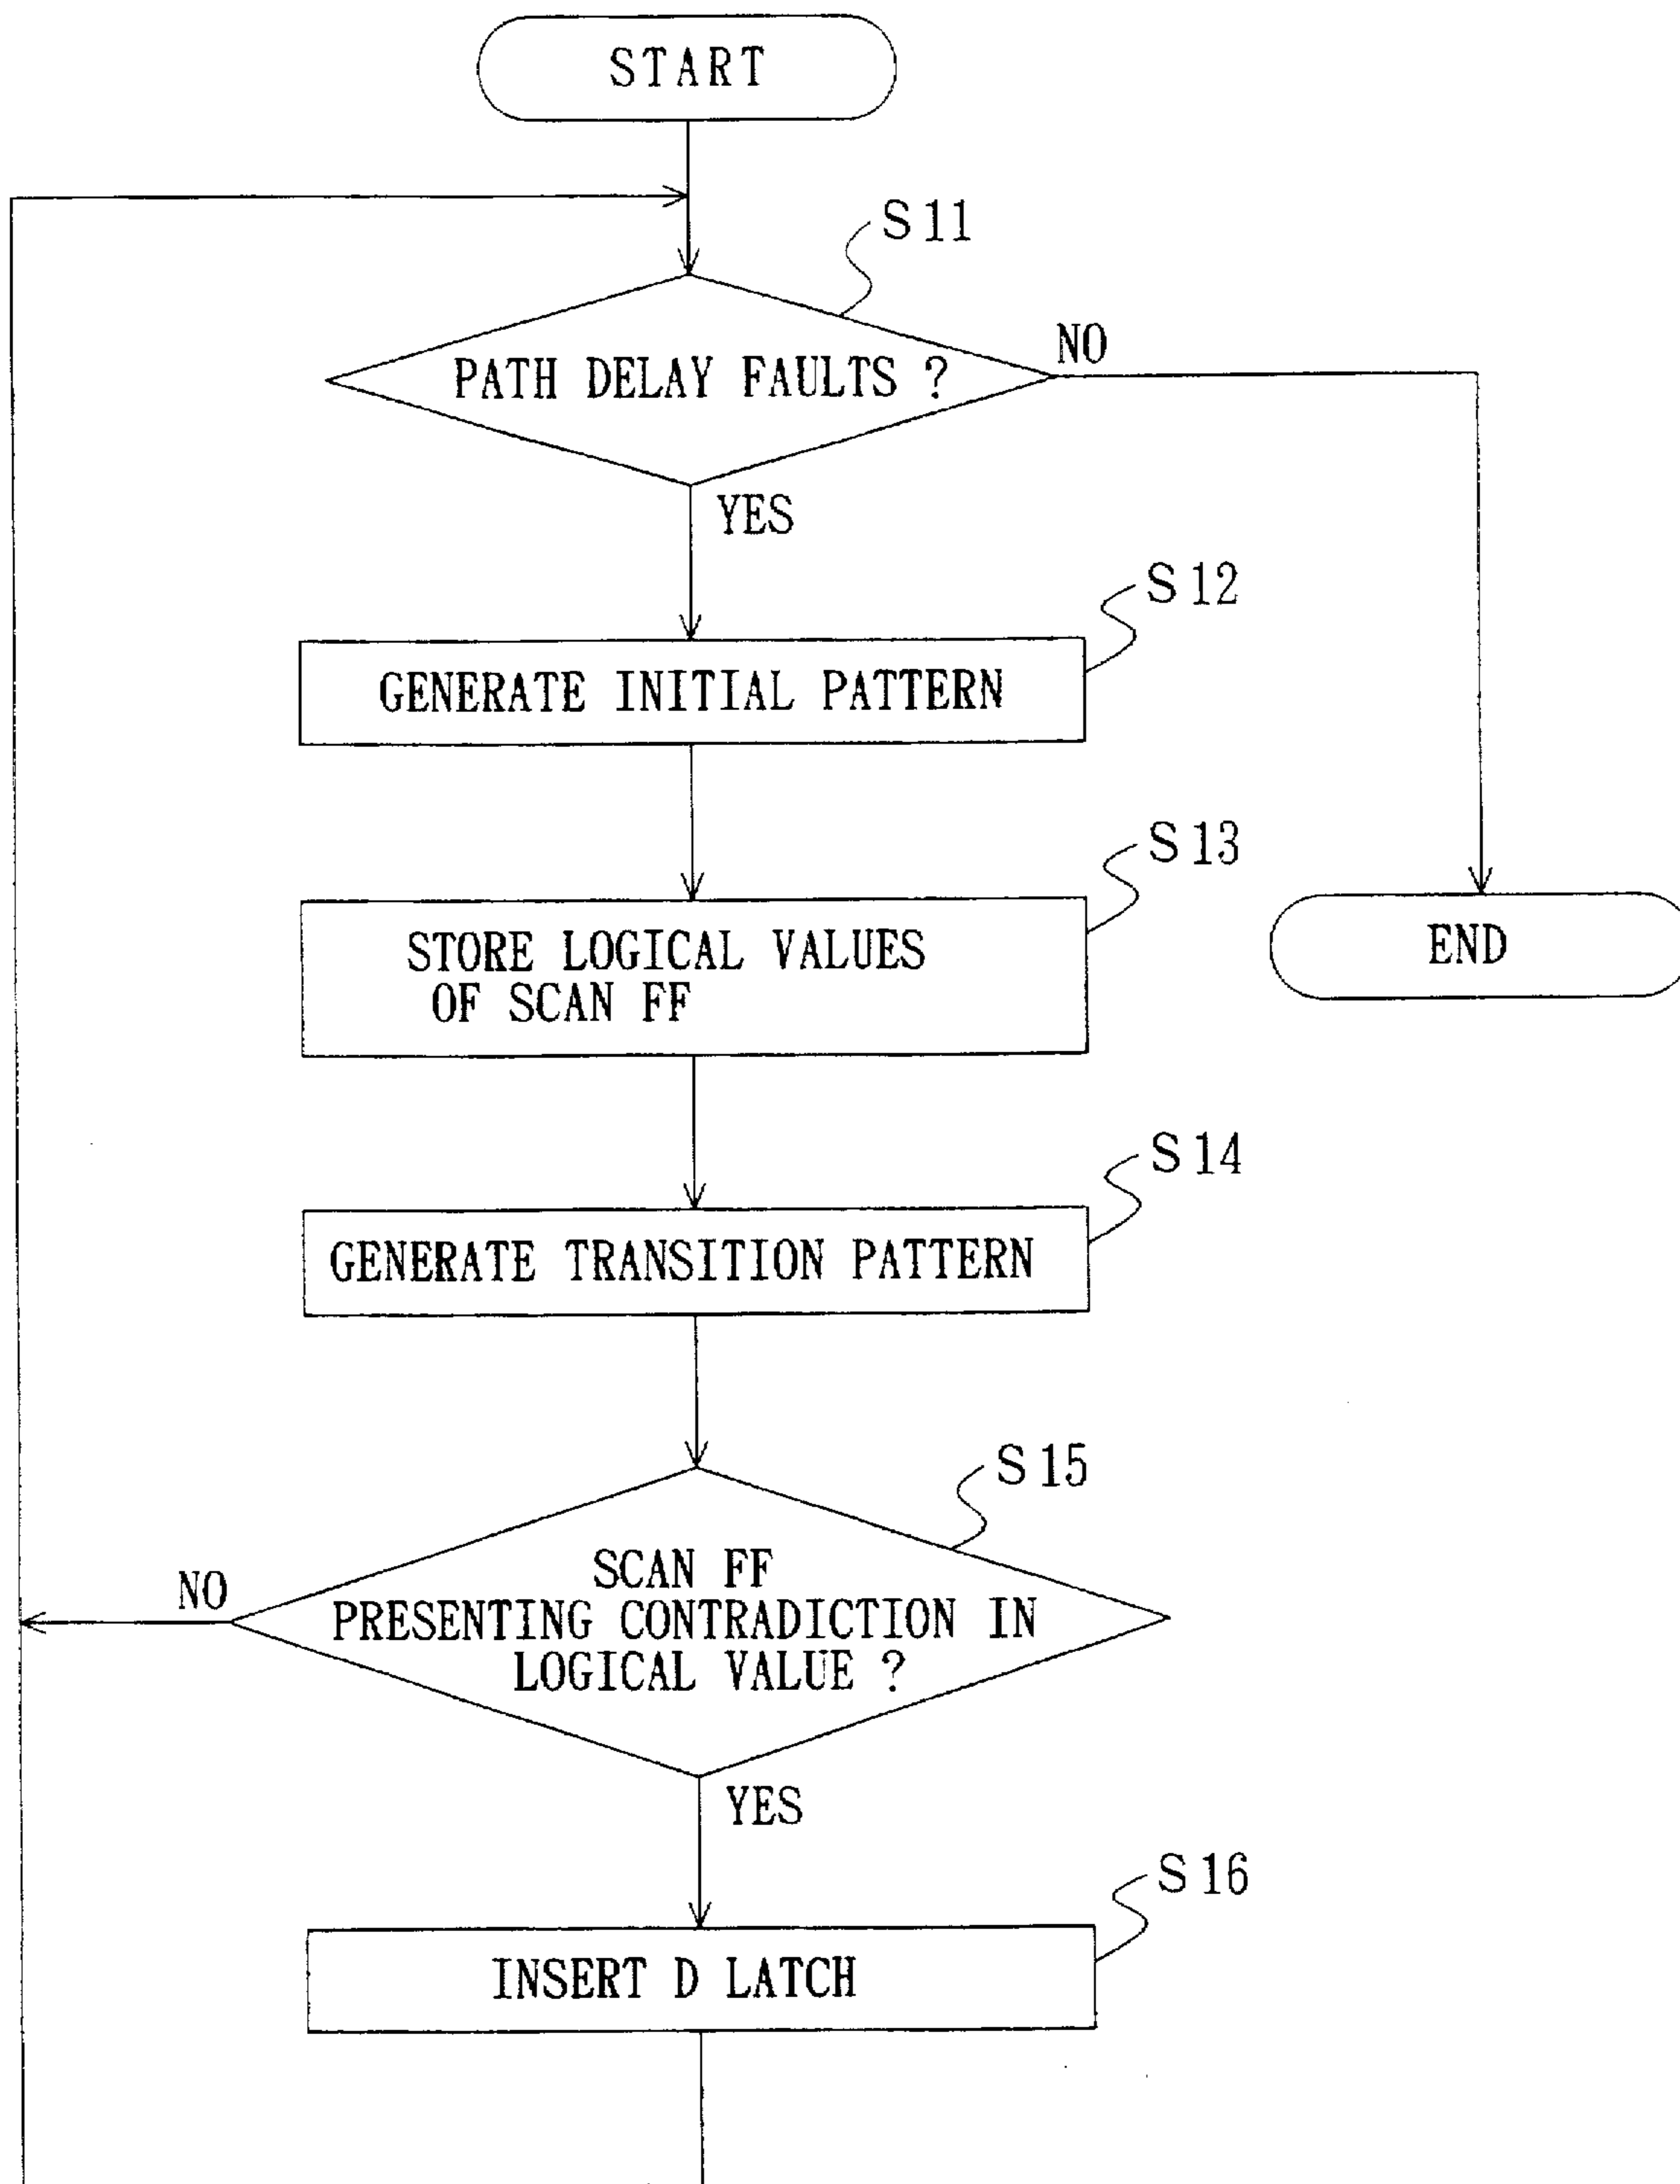 START
S11
PATH DELAY FAULTS ?
NO
YES
S12
GENERATE INITIAL PATTERN
S13
STORE LOGICAL VALUES
OF SCAN FF
END
S14
GENERATE TRANSITION PATTERN
S15
SCAN FF
PRESENTING CONTRADICTION IN
LOGICAL VALUE ?
NO
YES
S16
INSERT D LATCH